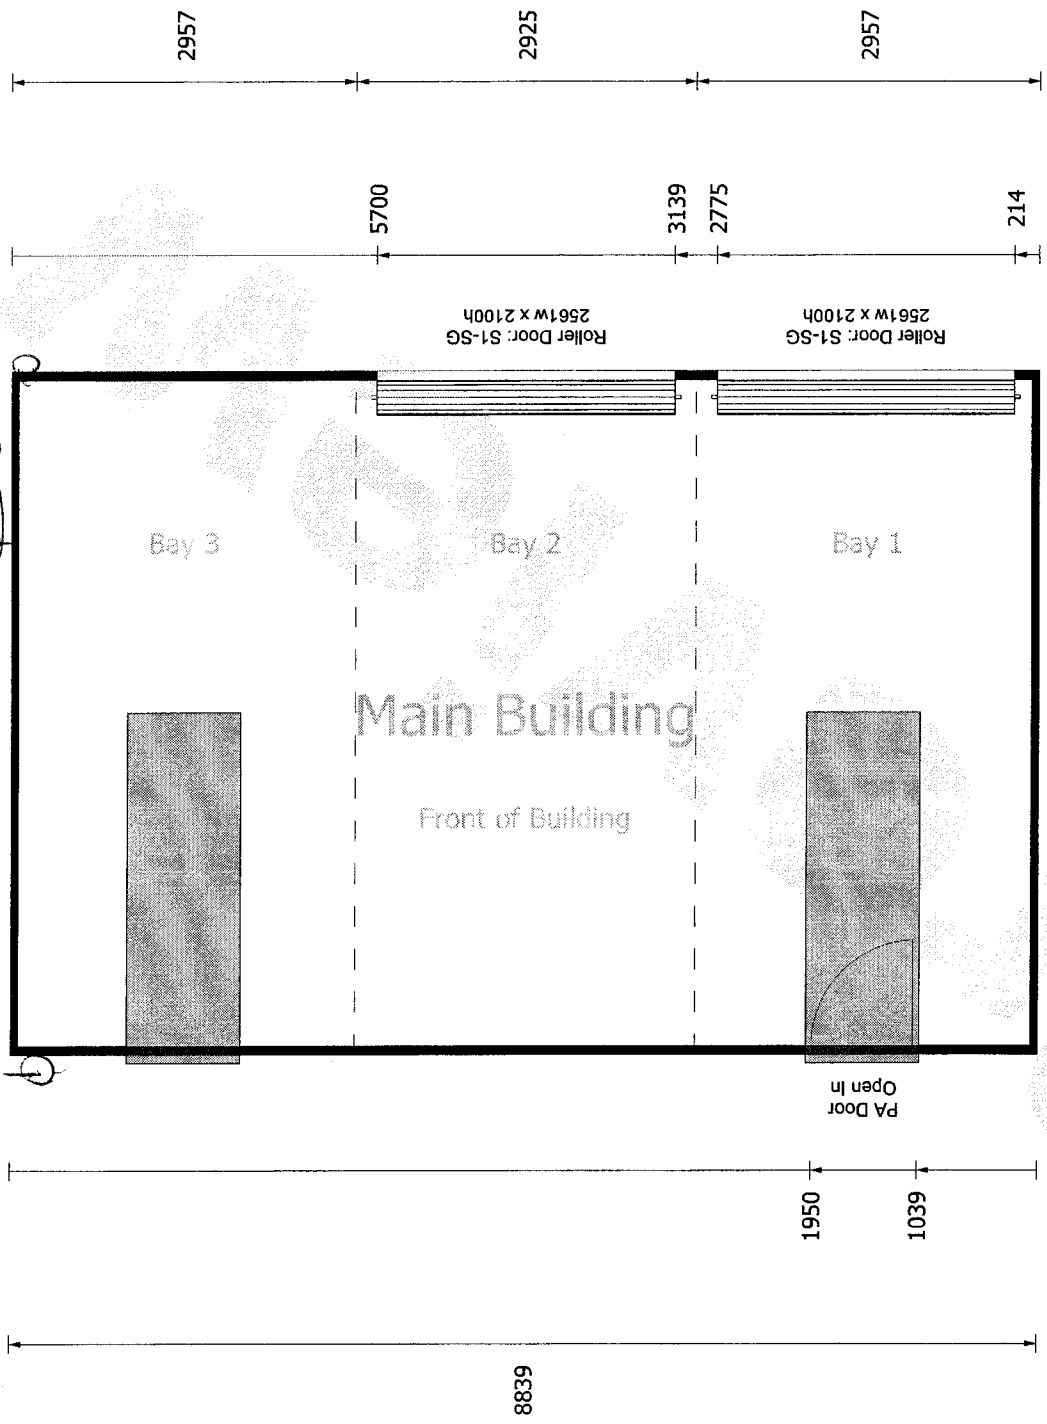 2957
2925
2957
5700
3139
2775
214
Roller Door: S1-SG
2561w x 2100h
Roller Door: S1-SG
2561w x 2100h
Bay 3
Bay 2
Bay 1
Main Building
Front of Building
PA Door
Open In
1950
1039
8839